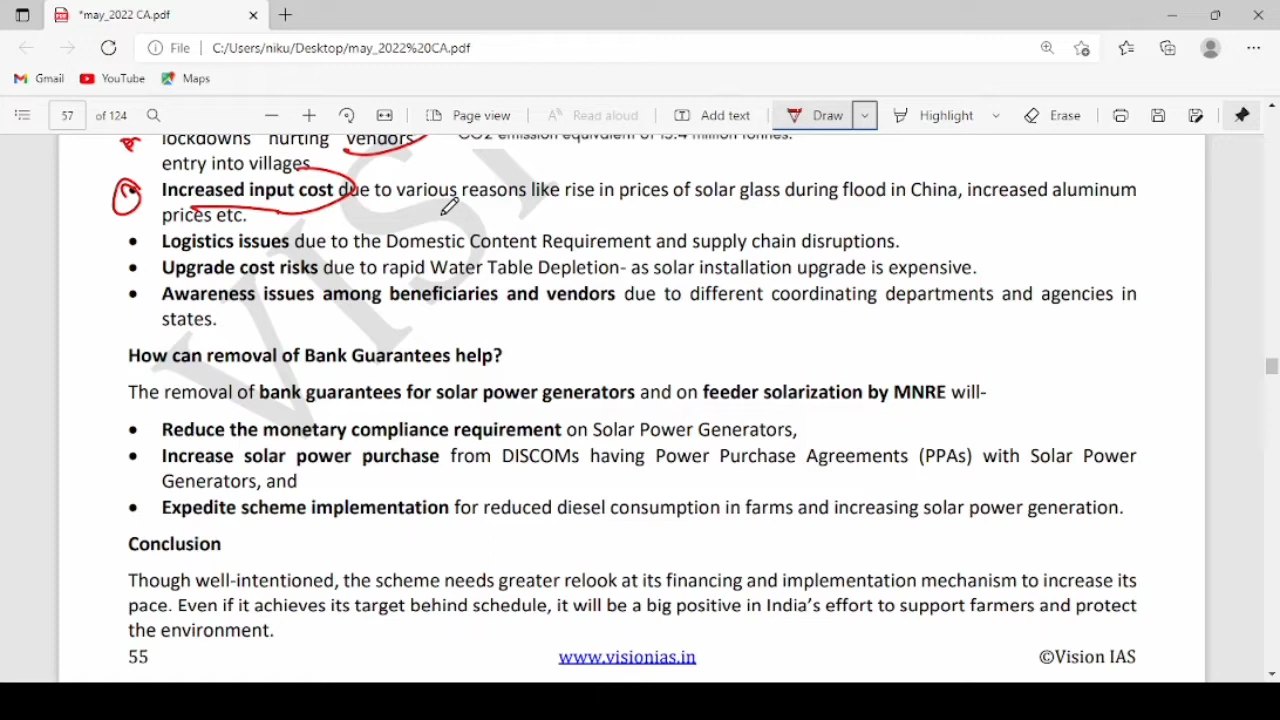 *may_2022 CA.pdf
File C:/Users/niku/Desktop/may_2022%20CA.pdf
Gmail YouTube Maps
57 of 124 Page view Read aloud Add text Draw Highlight Erase
lockdowns hurting vendors CO2 emission equivalent of 15.4 million tonnes.
entry into villages
• Increased input cost due to various reasons like rise in prices of solar glass during flood in China, increased aluminum
prices etc.
• Logistics issues due to the Domestic Content Requirement and supply chain disruptions.
• Upgrade cost risks due to rapid Water Table Depletion- as solar installation upgrade is expensive.
• Awareness issues among beneficiaries and vendors due to different coordinating departments and agencies in
states.
How can removal of Bank Guarantees help?
The removal of bank guarantees for solar power generators and on feeder solarization by MNRE will-
• Reduce the monetary compliance requirement on Solar Power Generators,
• Increase solar power purchase from DISCOMs having Power Purchase Agreements (PPAs) with Solar Power
Generators, and
• Expedite scheme implementation for reduced diesel consumption in farms and increasing solar power generation.
Conclusion
Though well-intentioned, the scheme needs greater relook at its financing and implementation mechanism to increase its
pace. Even if it achieves its target behind schedule, it will be a big positive in India's effort to support farmers and protect
the environment.
55 www.visionias.in ©Vision IAS